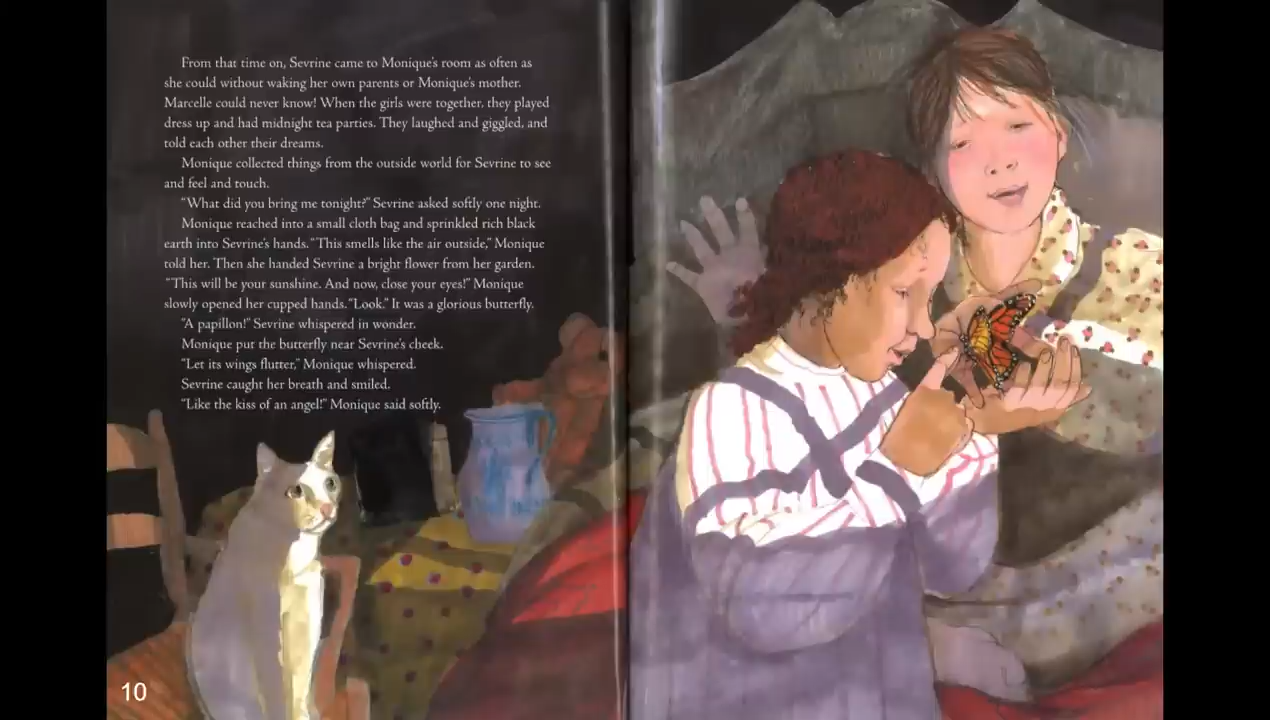 From that time on, Sevrine came to Monique's room as often as
she could without waking her own parents or Monique's mother.
Marcelle could never know! When the girls were together, they played
dress up and had midnight tea parties. They laughed and giggled, and
told each other their dreams.
Monique collected things from the outside world for Sevrine to see
and feel and touch.
"What did you bring me tonight?" Sevrine asked softly one night.
Monique reached into a small cloth bag and sprinkled rich black
earth into Sevrine's hands. "This smells like the air outside," Monique
told her. Then she handed Sevrine a bright flower from her garden.
"This will be your sunshine. And now, close your eyes!" Monique
slowly opened her cupped hands. "Look." It was a glorious butterfly.
"A papillon!" Sevrine whispered in wonder.
Monique put the butterfly near Sevrine's cheek.
"Let its wings flutter," Monique whispered.
Sevrine caught her breath and smiled.
"Like the kiss of an angel!" Monique said softly.
10